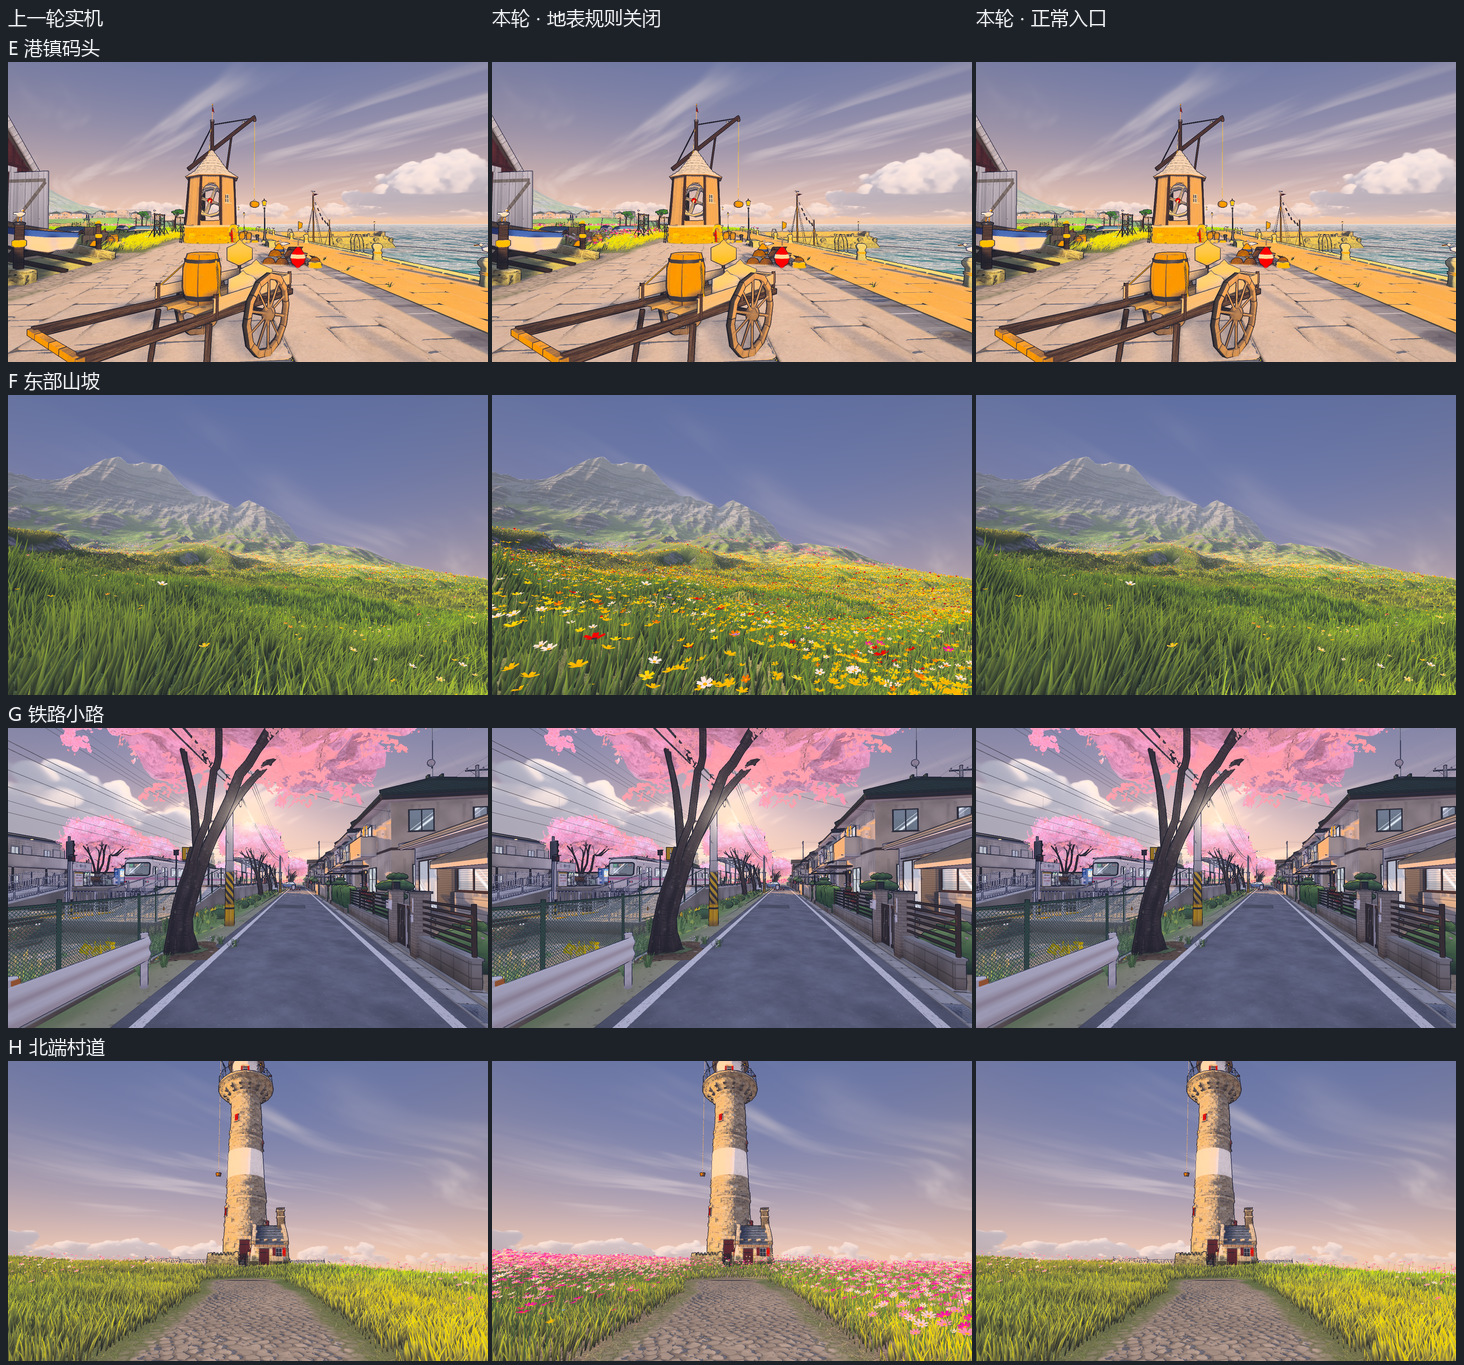 上一轮实机
本轮 · 地表规则关闭
本轮 · 正常入口
E 港镇码头
F 东部山坡
G 铁路小路
H 北端村道